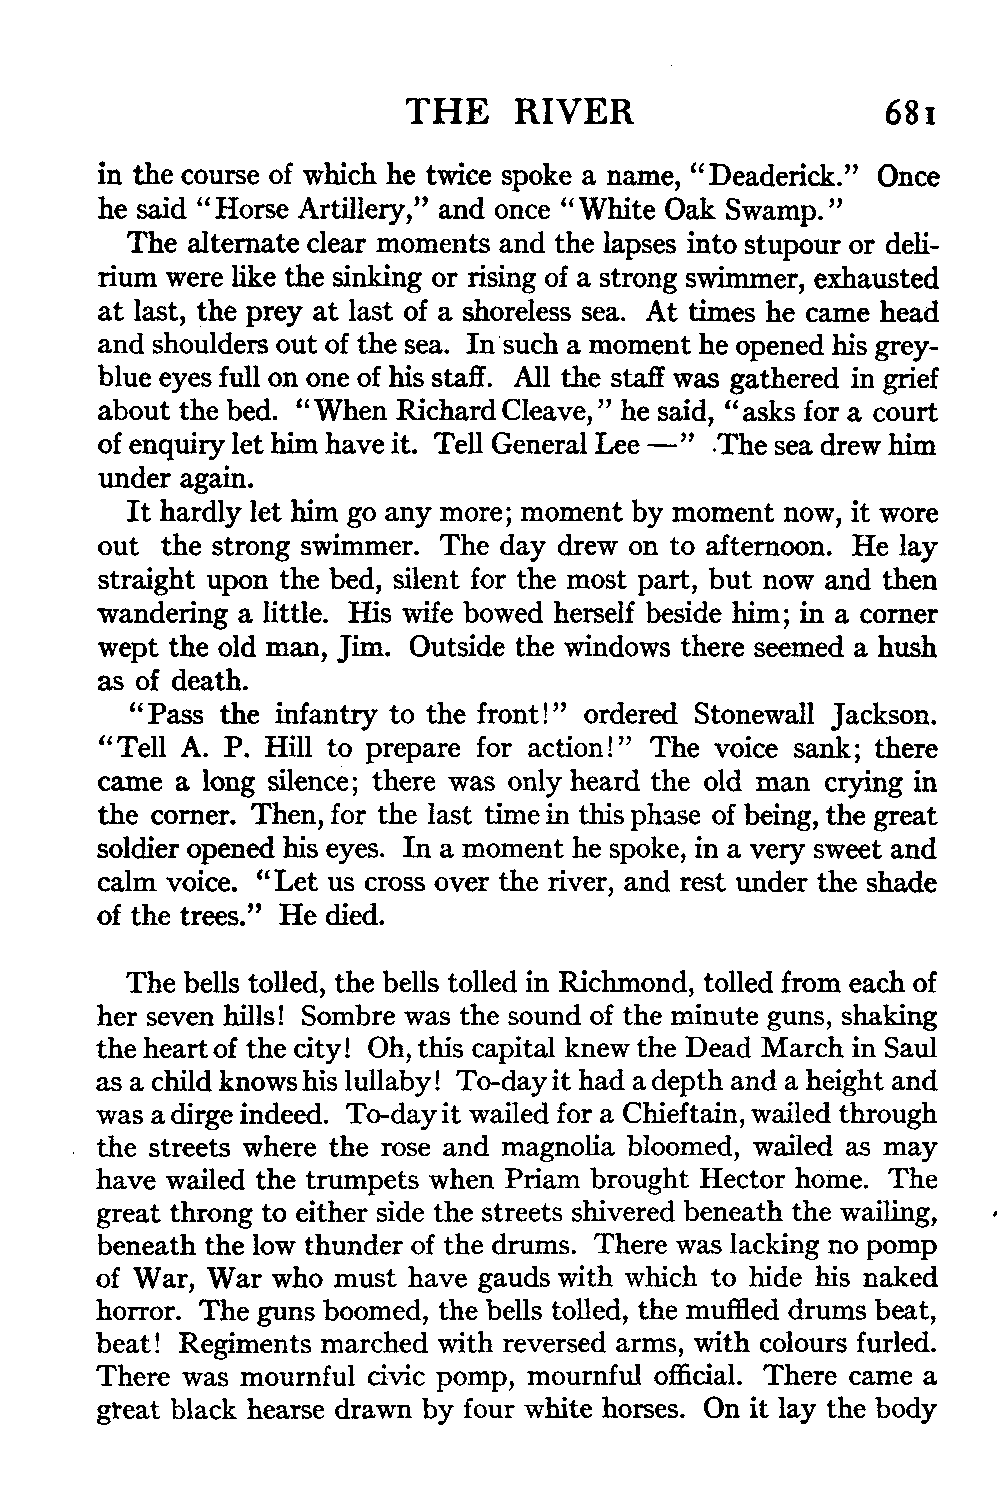 THE RIVER 681
in the course of which he twice spoke a name, “Deaderick.” Once
he said “Horse Artillery,” and once “White Oak Swamp.”
The alternate clear moments and the lapses into stupour or deli-
rium were like the sinking or rising of a strong swimmer, exhausted
at last, the prey at last of a shoreless sea. At times he came head
and shoulders out of the sea. In such a moment he opened his grey-
blue eyes full on one of his staff. All the staff was gathered in grief
about the bed. “When Richard Cleave,” he said, “asks for a court
of enquiry let him have it. Tell General Lee —” The sea drew him
under again.
It hardly let him go any more; moment by moment now, it wore
out the strong swimmer. The day drew on to afternoon. He lay
straight upon the bed, silent for the most part, but now and then
wandering a little. His wife bowed herself beside him; in a corner
wept the old man, Jim. Outside the windows there seemed a hush
as of death.
“Pass the infantry to the front!” ordered Stonewall Jackson.
“Tell A. P. Hill to prepare for action!” The voice sank; there
came a long silence; there was only heard the old man crying in
the corner. Then, for the last time in this phase of being, the great
soldier opened his eyes. In a moment he spoke, in a very sweet and
calm voice. “Let us cross over the river, and rest under the shade
of the trees.” He died.
The bells tolled, the bells tolled in Richmond, tolled from each of
her seven hills! Sombre was the sound of the minute guns, shaking
the heart of the city! Oh, this capital knew the Dead March in Saul
as a child knows his lullaby! To-day it had a depth and a height and
was a dirge indeed. To-day it wailed for a Chieftain, wailed through
the streets where the rose and magnolia bloomed, wailed as may
have wailed the trumpets when Priam brought Hector home. The
great throng to either side the streets shivered beneath the wailing,
beneath the low thunder of the drums. There was lacking no pomp
of War, War who must have gauds with which to hide his naked
horror. The guns boomed, the bells tolled, the muffled drums beat,
beat! Regiments marched with reversed arms, with colours furled.
There was mournful civic pomp, mournful official. There came a
great black hearse drawn by four white horses. On it lay the body